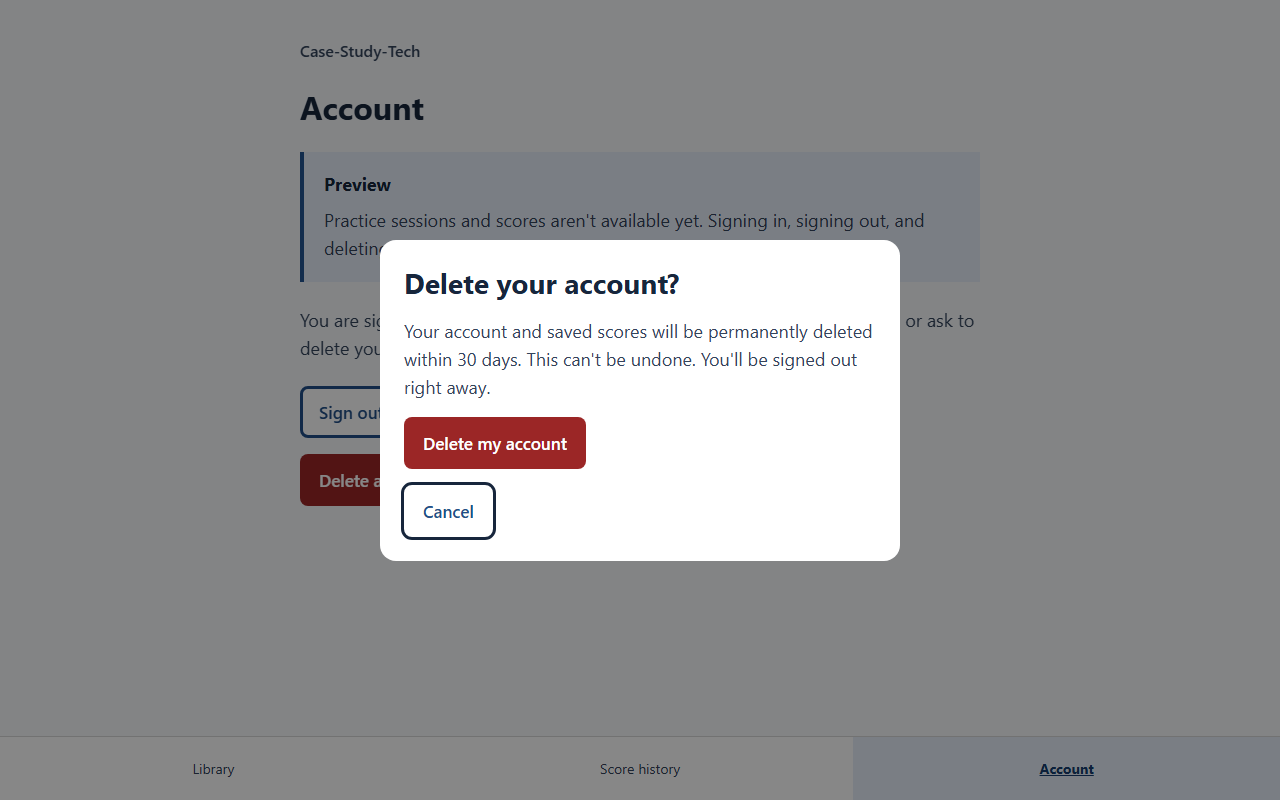 Case-Study-Tech
Account
Preview
Practice sessions and scores aren't available yet. Signing in, signing out, and
Delete your account?
Your account and saved scores will be permanently deleted
within 30 days. This can't be undone. You'll be signed out
right away.
Delete my account
Cancel
You are
or ask to
delete
Sign out
Delete
Library
Score history
Account